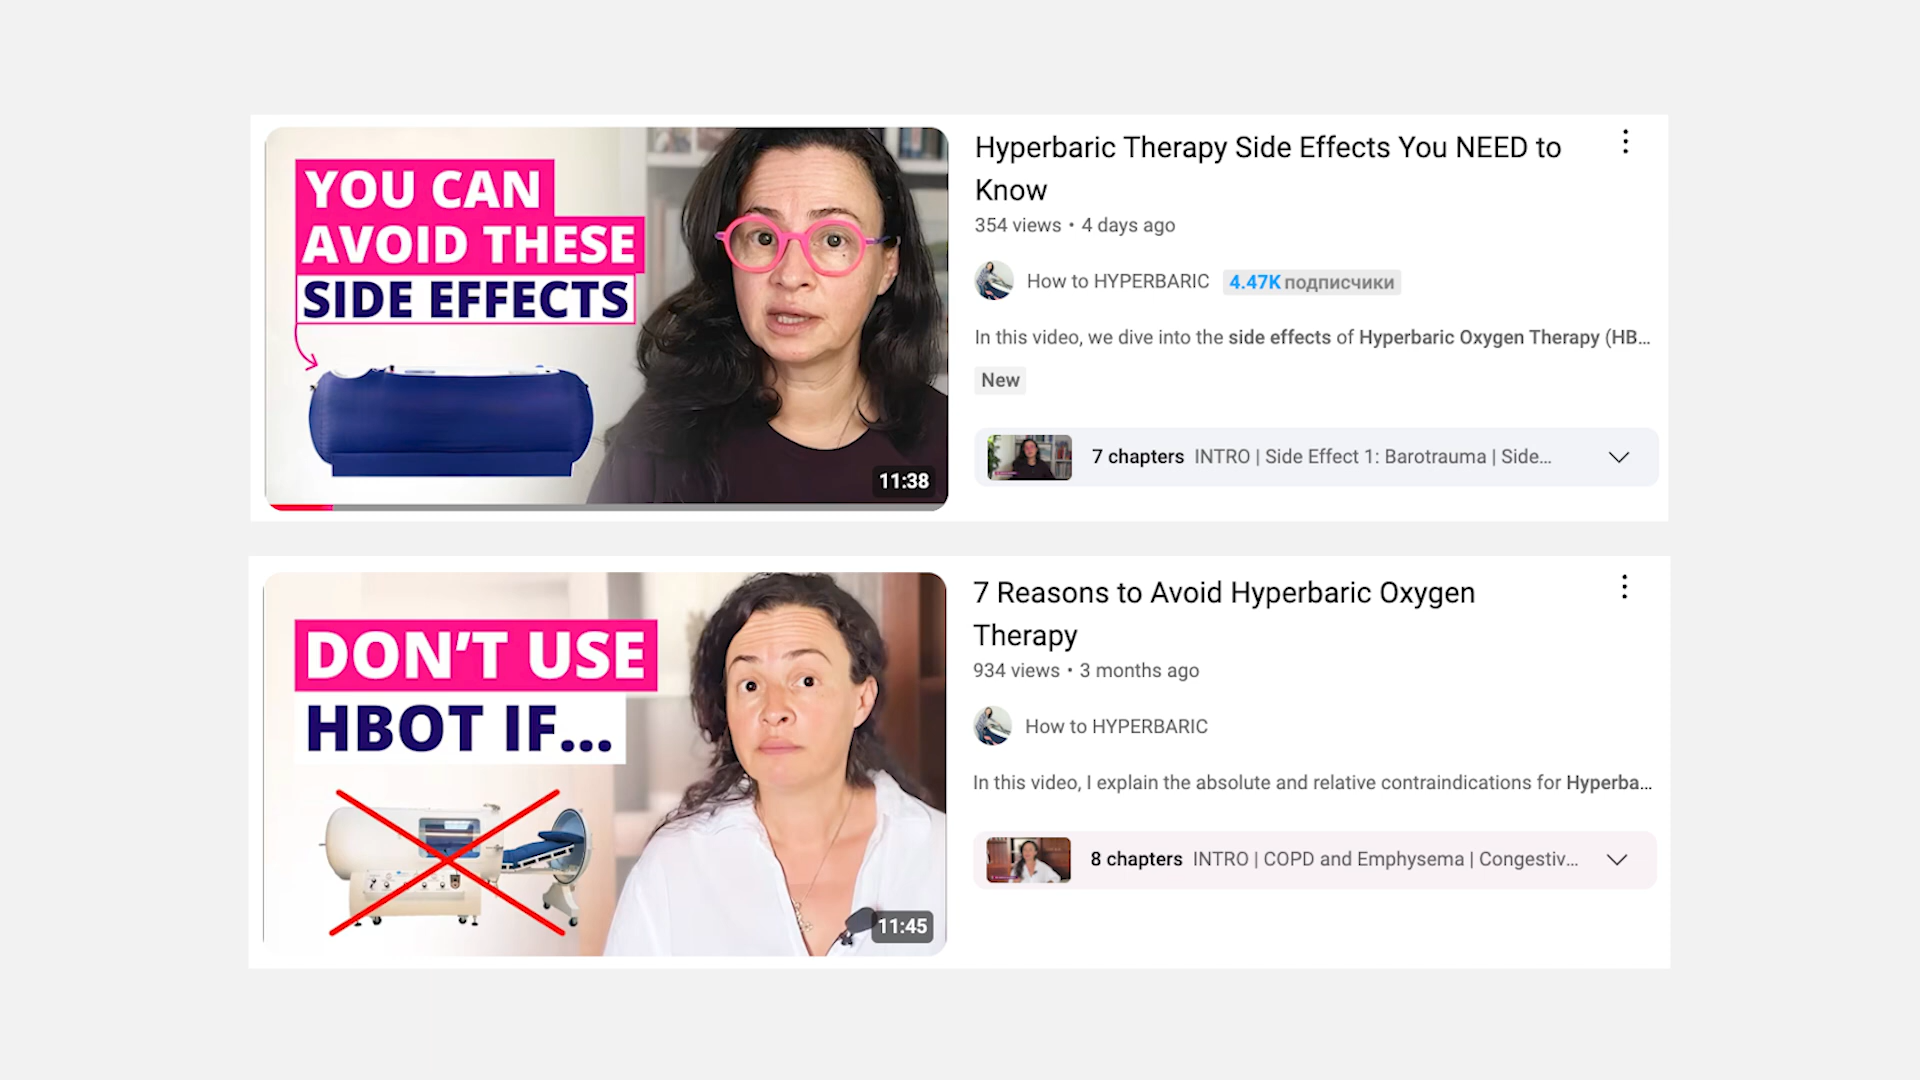 YOU CAN
AVOID THESE
SIDE EFFECTS
11:38
Hyperbaric Therapy Side Effects You NEED to
Know
354 views • 4 days ago
How to HYPERBARIC 4.47K подписчики
In this video, we dive into the side effects of Hyperbaric Oxygen Therapy (HB...
New
7 chapters INTRO | Side Effect 1: Barotrauma | Side...
DON'T USE
HBOT IF...
11:45
7 Reasons to Avoid Hyperbaric Oxygen
Therapy
934 views • 3 months ago
How to HYPERBARIC
In this video, I explain the absolute and relative contraindications for Hyperba...
8 chapters INTRO | COPD and Emphysema | Congestiv...